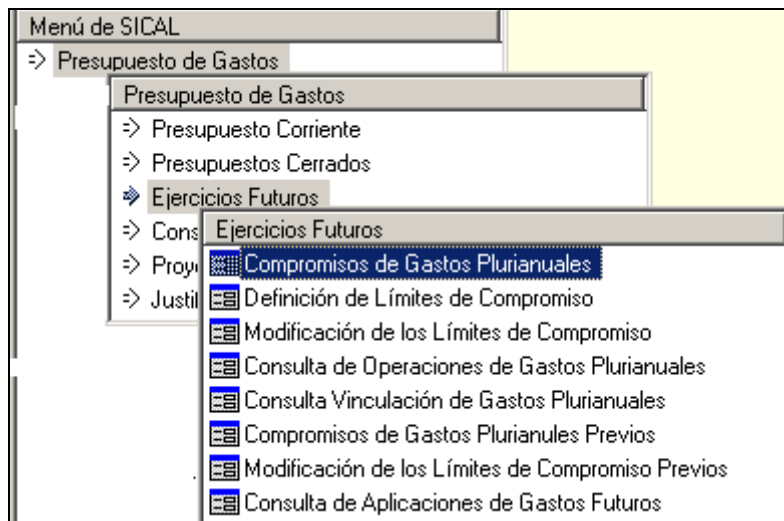 Menú de SICAL
Presupuesto de Gastos
Presupuesto de Gastos
Presupuesto Corriente
Presupuestos Cerrados
Ejercicios Futuros
Ejercicios Futuros
Compromisos de Gastos Plurianuales
Definición de Límites de Compromiso
Modificación de los Límites de Compromiso
Consulta de Operaciones de Gastos Plurianuales
Consulta Vinculación de Gastos Plurianuales
Compromisos de Gastos Plurianules Previos
Modificación de los Límites de Compromiso Previos
Consulta de Aplicaciones de Gastos Futuros